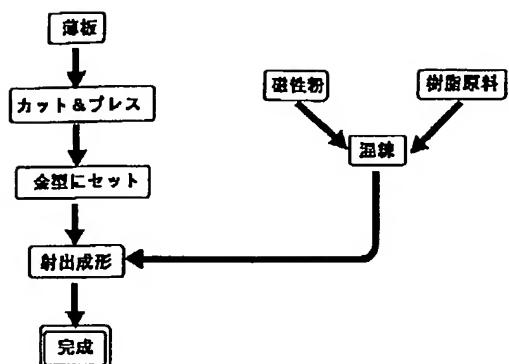 薄板
カット&プレス
磁性粉
樹脂原料
混練
金型にセット
射出成形
完成